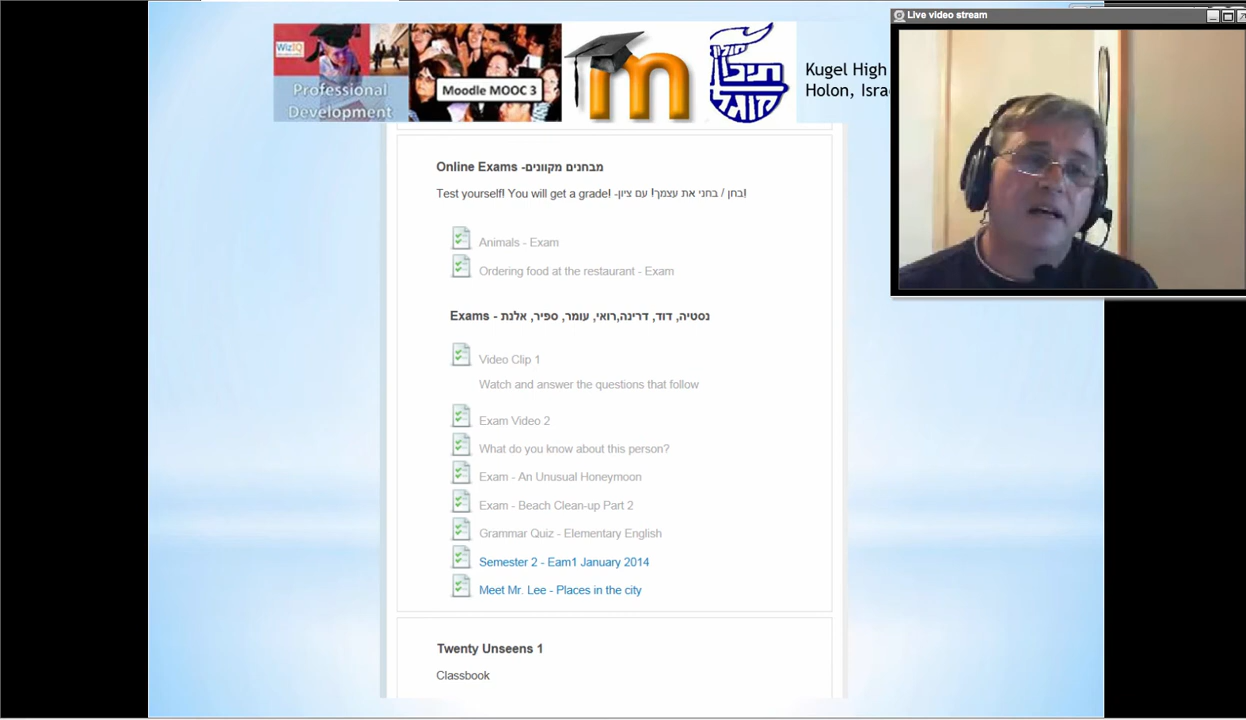 Live video stream
WizIQ
Professional
Development
Moodle MOOC 3
m
חולון
תיכון
קוגל
Kugel High
Holon, Isra
Online Exams -מבחנים מקוונים
Test yourself! You will get a grade! -בחן / בחני את עצמך! עם ציון!
Animals - Exam
Ordering food at the restaurant - Exam
Exams - נסטיה, דוד, דרינה,רואי, עומר, ספיר, אלנת
Video Clip 1
Watch and answer the questions that follow
Exam Video 2
What do you know about this person?
Exam - An Unusual Honeymoon
Exam - Beach Clean-up Part 2
Grammar Quiz - Elementary English
Semester 2 - Eam1 January 2014
Meet Mr. Lee - Places in the city
Twenty Unseens 1
Classbook